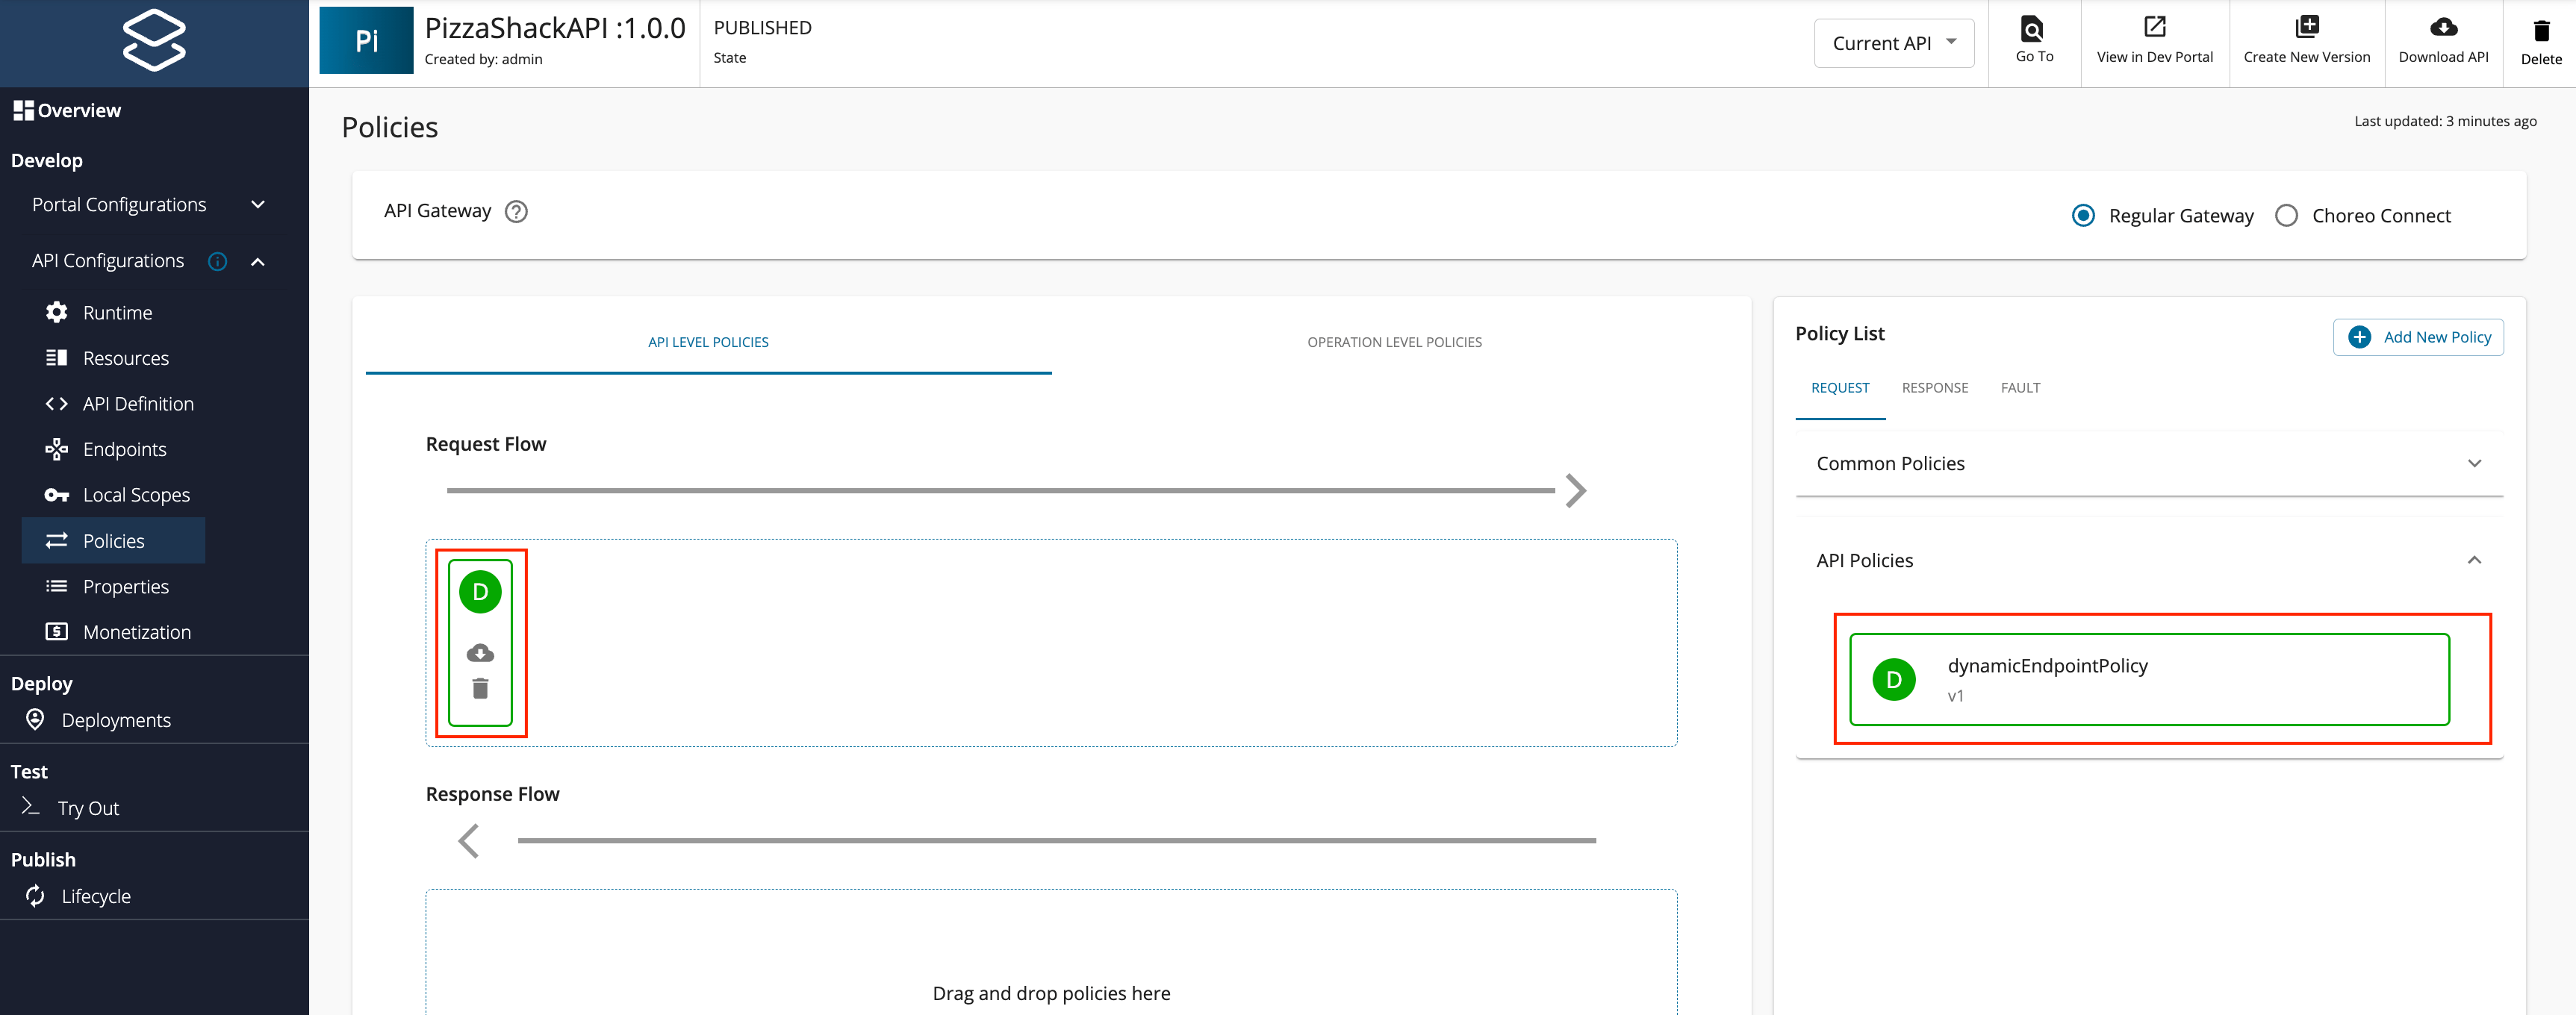 Pi
PizzaShackAPI :1.0.0
Created by: admin
PUBLISHED
State
Current API
Go To
View in Dev Portal
Create New Version
Download API
Delete
Overview
Develop
Portal Configurations
API Configurations
Runtime
Resources
API Definition
Endpoints
Local Scopes
Policies
Properties
Monetization
Deploy
Deployments
Test
Try Out
Publish
Lifecycle
Policies
Last updated: 3 minutes ago
API Gateway
Regular Gateway
Choreo Connect
API LEVEL POLICIES
OPERATION LEVEL POLICIES
Request Flow
D
Response Flow
Drag and drop policies here
Policy List
Add New Policy
REQUEST
RESPONSE
FAULT
Common Policies
API Policies
D
dynamicEndpointPolicy
v1